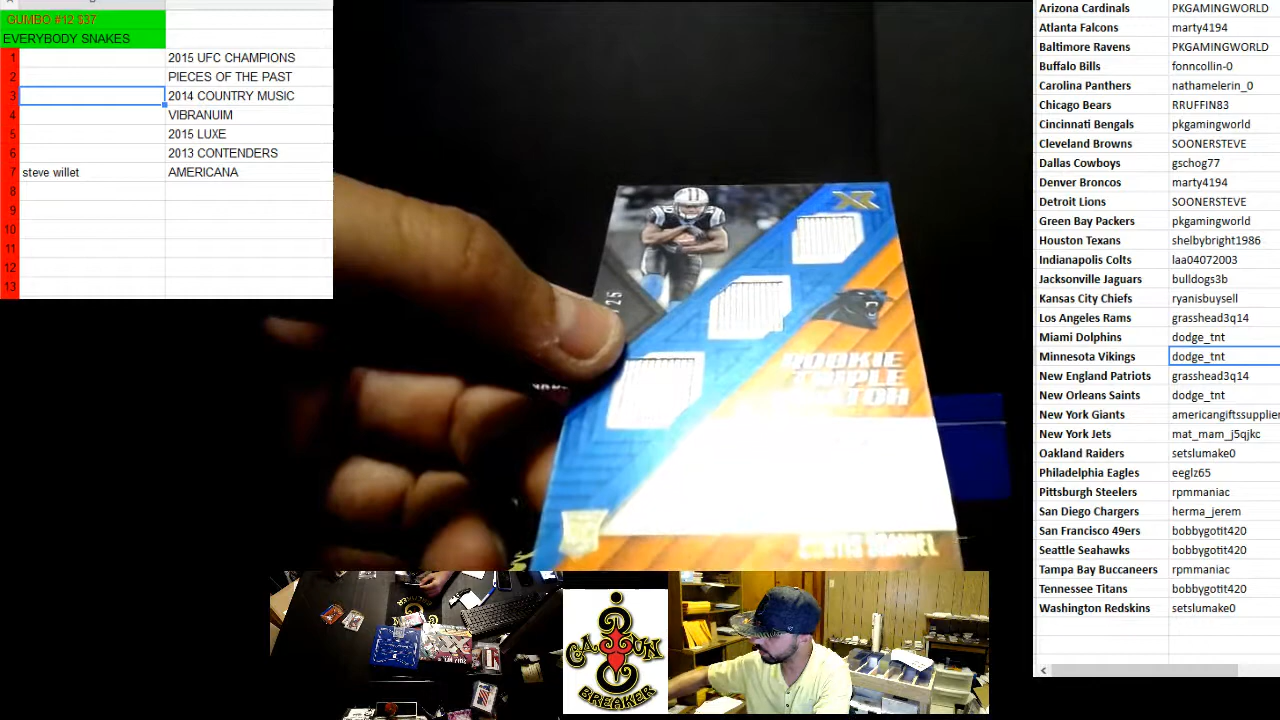 GUMBO #12 $37
EVERYBODY SNAKES
1 2015 UFC CHAMPIONS
2 PIECES OF THE PAST
3 2014 COUNTRY MUSIC
4 VIBRANUIM
5 2015 LUXE
6 2013 CONTENDERS
7 steve willet AMERICANA
8
9
10
11
12
13
XR
25
ROOKIE
TRIPLE
SWATCH
CURTIS SAMUEL
CAJUN
BREAKER
Arizona Cardinals PKGAMINGWORLD
Atlanta Falcons marty4194
Baltimore Ravens PKGAMINGWORLD
Buffalo Bills fonncollin-0
Carolina Panthers nathamelerin_0
Chicago Bears RRUFFIN83
Cincinnati Bengals pkgamingworld
Cleveland Browns SOONERSTEVE
Dallas Cowboys gschog77
Denver Broncos marty4194
Detroit Lions SOONERSTEVE
Green Bay Packers pkgamingworld
Houston Texans shelbybright1986
Indianapolis Colts laa04072003
Jacksonville Jaguars bulldogs3b
Kansas City Chiefs ryanisbuysell
Los Angeles Rams grasshead3q14
Miami Dolphins dodge_tnt
Minnesota Vikings dodge_tnt
New England Patriots grasshead3q14
New Orleans Saints dodge_tnt
New York Giants americangiftssupplier
New York Jets mat_mam_j5qjkc
Oakland Raiders setslumake0
Philadelphia Eagles eeglz65
Pittsburgh Steelers rpmmaniac
San Diego Chargers herma_jerem
San Francisco 49ers bobbygotit420
Seattle Seahawks bobbygotit420
Tampa Bay Buccaneers rpmmaniac
Tennessee Titans bobbygotit420
Washington Redskins setslumake0